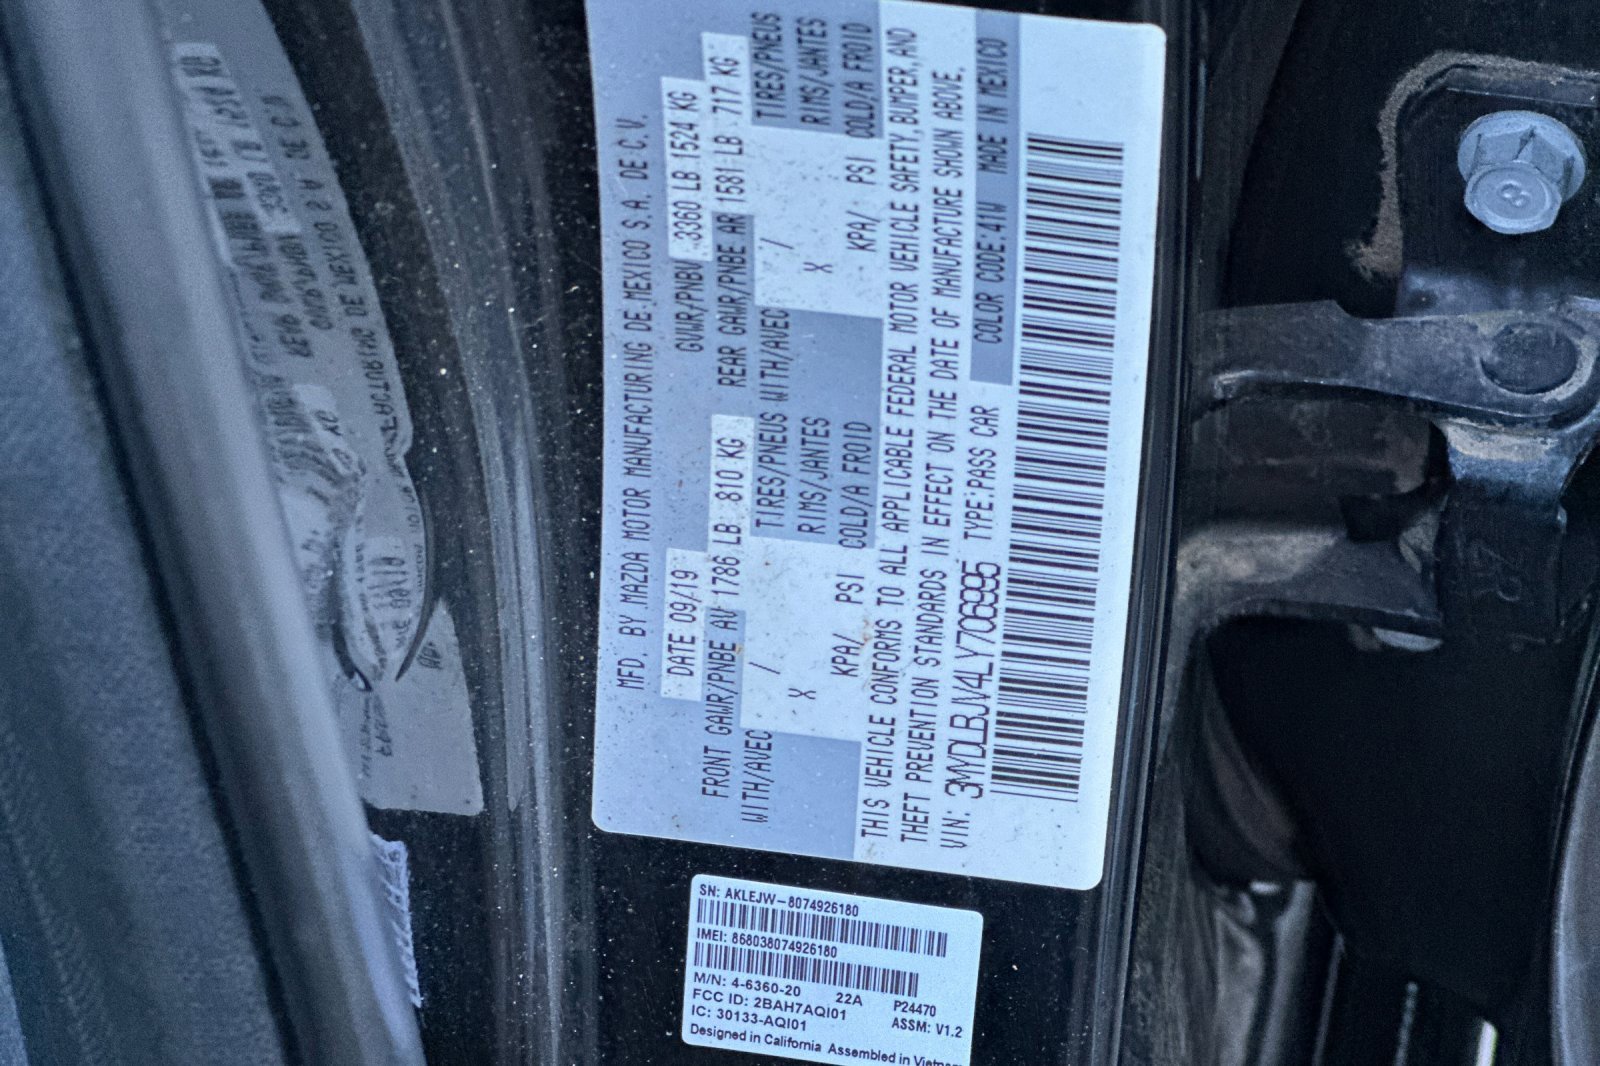 MFD. BY MAZDA MOTOR MANUFACTURING DE MEXICO S.A. DE C.V.
DATE 09/19 GVWR/PNBV 3360 LB 1524 KG
FRONT GAWR/PNBE AV 1786 LB 810 KG REAR GAWR/PNBE AR 1581 LB 717 KG
WITH/AVEC / TIRES/PNEUS WITH/AVEC / TIRES/PNEUS
X RIMS/JANTES X RIMS/JANTES
KPA/ PSI COLD/A FROID KPA/ PSI COLD/A FROID
THIS VEHICLE CONFORMS TO ALL APPLICABLE FEDERAL MOTOR VEHICLE SAFETY, BUMPER, AND
THEFT PREVENTION STANDARDS IN EFFECT ON THE DATE OF MANUFACTURE SHOWN ABOVE.
VIN: 3MYDLBJV4LY706995 TYPE:PASS CAR COLOR CODE:41W MADE IN MEXICO
SN: AKLEJW-8074926180
IMEI: 868038074926180
M/N: 4-6360-20 22A P24470
FCC ID: 2BAH7AQI01
IC: 30133-AQI01 ASSM: V1.2
Designed in California Assembled in Vietnam
8